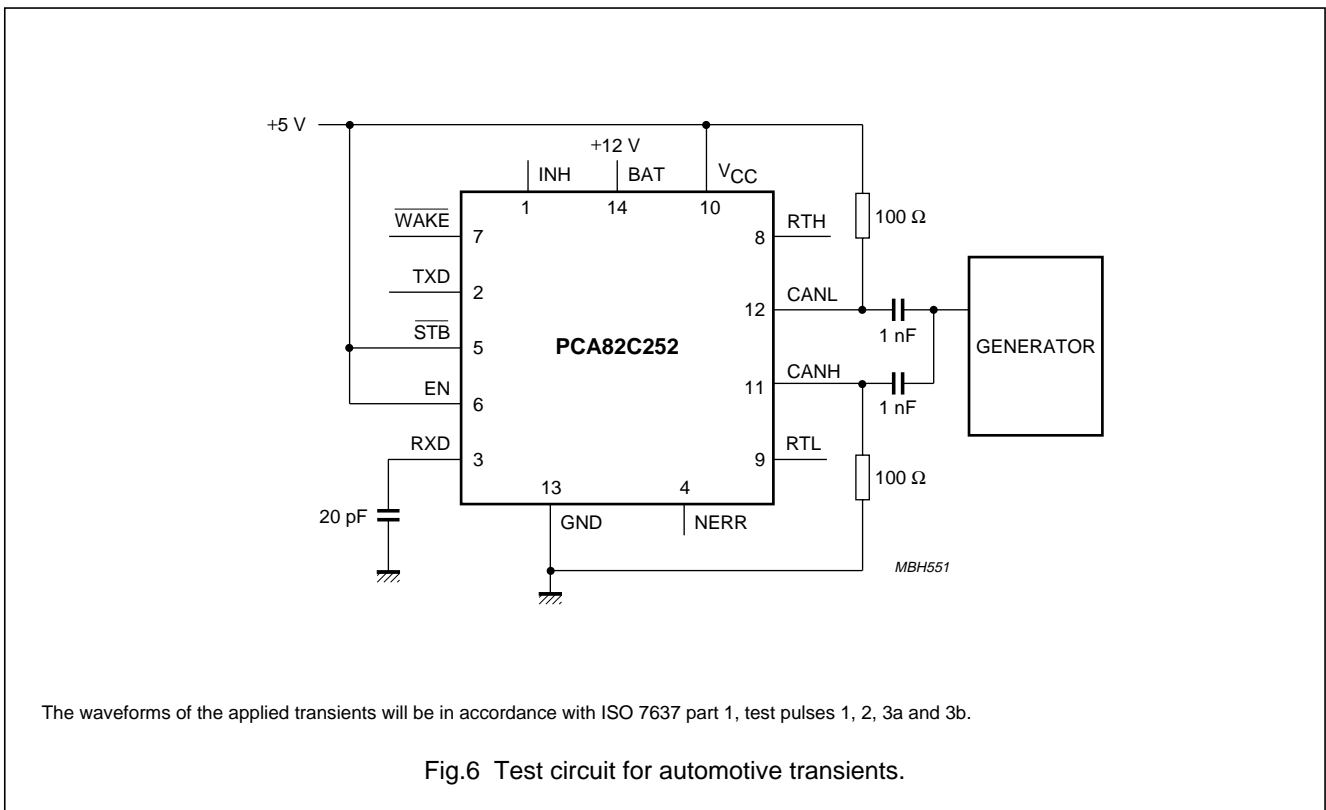 +5 V
+12 V
INH
BAT
VCC
1
14
10
WAKE
7
8
RTH
100 Ω
TXD
2
12
CANL
1 nF
STB
5
PCA82C252
GENERATOR
EN
6
11
CANH
1 nF
RXD
3
9
RTL
100 Ω
13
4
20 pF
GND
NERR
MBH551
The waveforms of the applied transients will be in accordance with ISO 7637 part 1, test pulses 1, 2, 3a and 3b.
Fig.6 Test circuit for automotive transients.